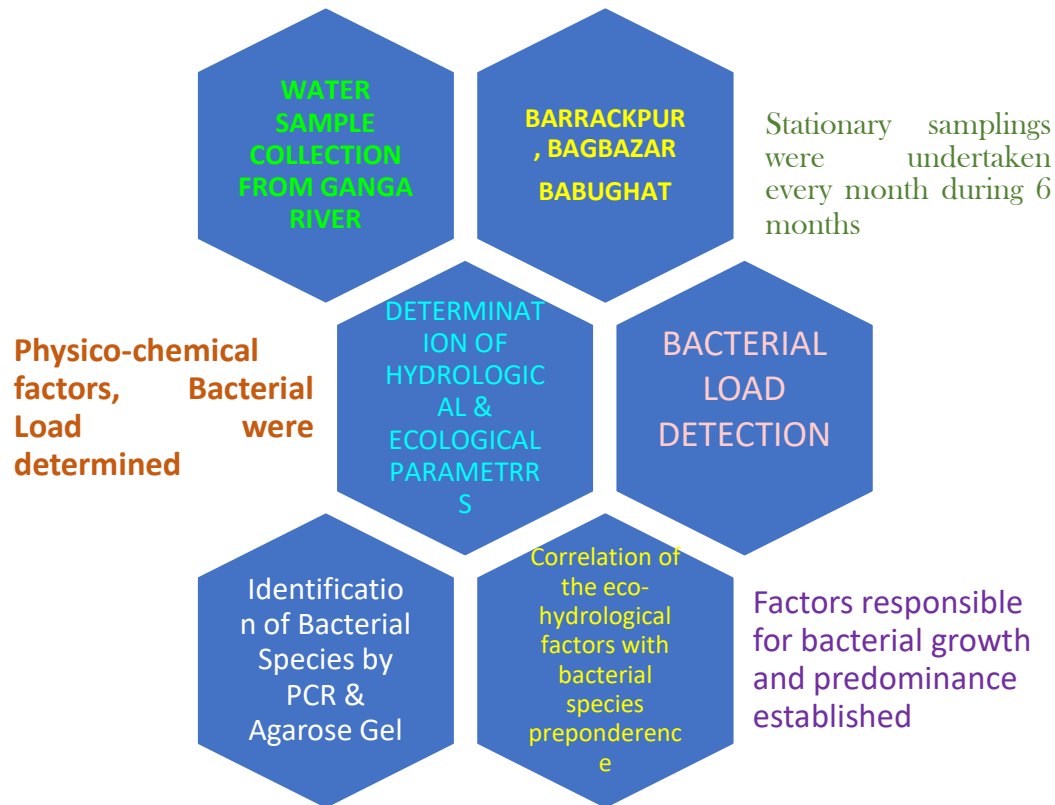 WATER
SAMPLE
COLLECTION
FROM GANGA
RIVER
BARRACKPUR
, BAGBAZAR
BABUGHAT
Stationary samplings
were undertaken
every month during 6
months
Physico-chemical
factors, Bacterial
Load were
determined
DETERMINAT
ION OF
HYDROLOGIC
AL &
ECOLOGICAL
PARAMETRR
S
BACTERIAL
LOAD
DETECTION
Identificatio
n of Bacterial
Species by
PCR &
Agarose Gel
Correlation of
the eco-
hydrological
factors with
bacterial
species
preponderenc
e
Factors responsible
for bacterial growth
and predominance
established